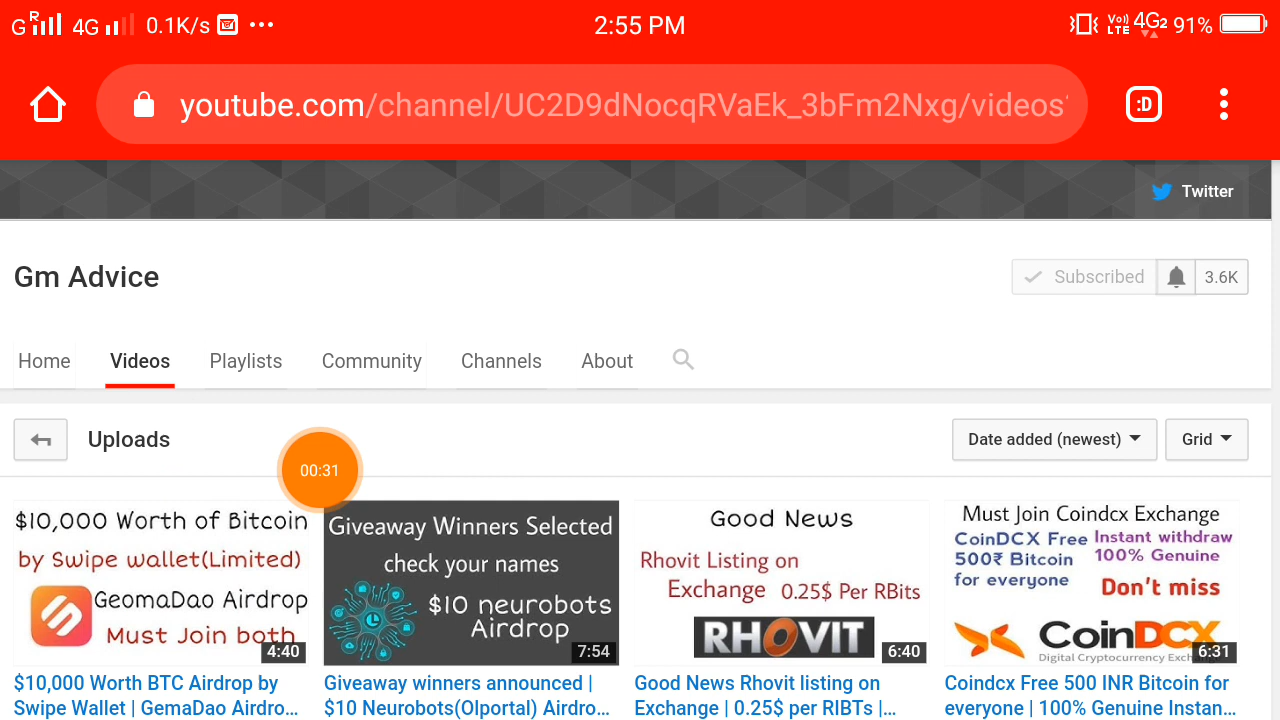 G R 4G 0.1K/s ••• 2:55 PM Vo)) LTE 4G2 91%
youtube.com/channel/UC2D9dNocqRVaEk_3bFm2Nxg/videos
:D
Twitter
Gm Advice
Subscribed 3.6K
Home Videos Playlists Community Channels About
Uploads
Date added (newest) Grid
00:31
$10,000 Worth of Bitcoin
by Swipe wallet(Limited)
GeomaDao Airdrop
Must Join both
4:40
$10,000 Worth BTC Airdrop by
Swipe Wallet | GemaDao Airdro...
Giveaway Winners Selected
check your names
$10 neurobots
Airdrop
7:54
Giveaway winners announced |
$10 Neurobots(Olportal) Airdro...
Good News
Rhovit Listing on
Exchange 0.25$ Per RBits
RHOVIT
6:40
Good News Rhovit listing on
Exchange | 0.25$ per RIBTs |...
Must Join Coindcx Exchange
CoinDCX Free
500₹ Bitcoin
for everyone
Instant withdraw
100% Genuine
Don't miss
CoinDCX
Digital Cryptocurrency Exchange
6:31
Coindcx Free 500 INR Bitcoin for
everyone | 100% Genuine Instan...